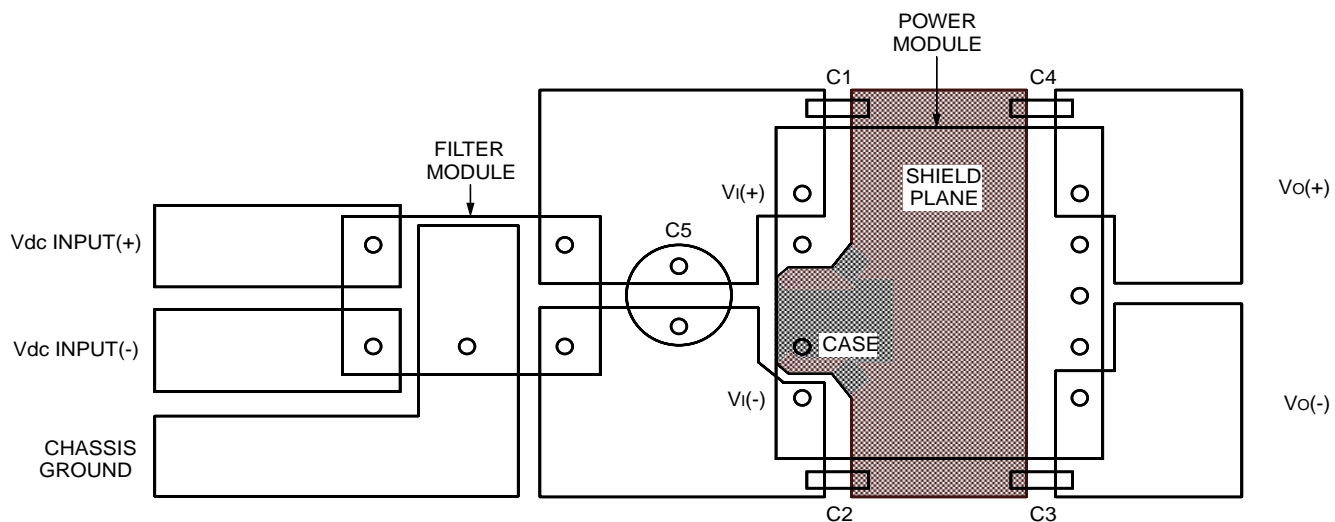 POWER
MODULE
C1
C4
FILTER
MODULE
SHIELD
PLANE
VI(+)
VO(+)
C5
Vdc INPUT(+)
Vdc INPUT(-)
CASE
VI(-)
VO(-)
CHASSIS
GROUND
C2
C3